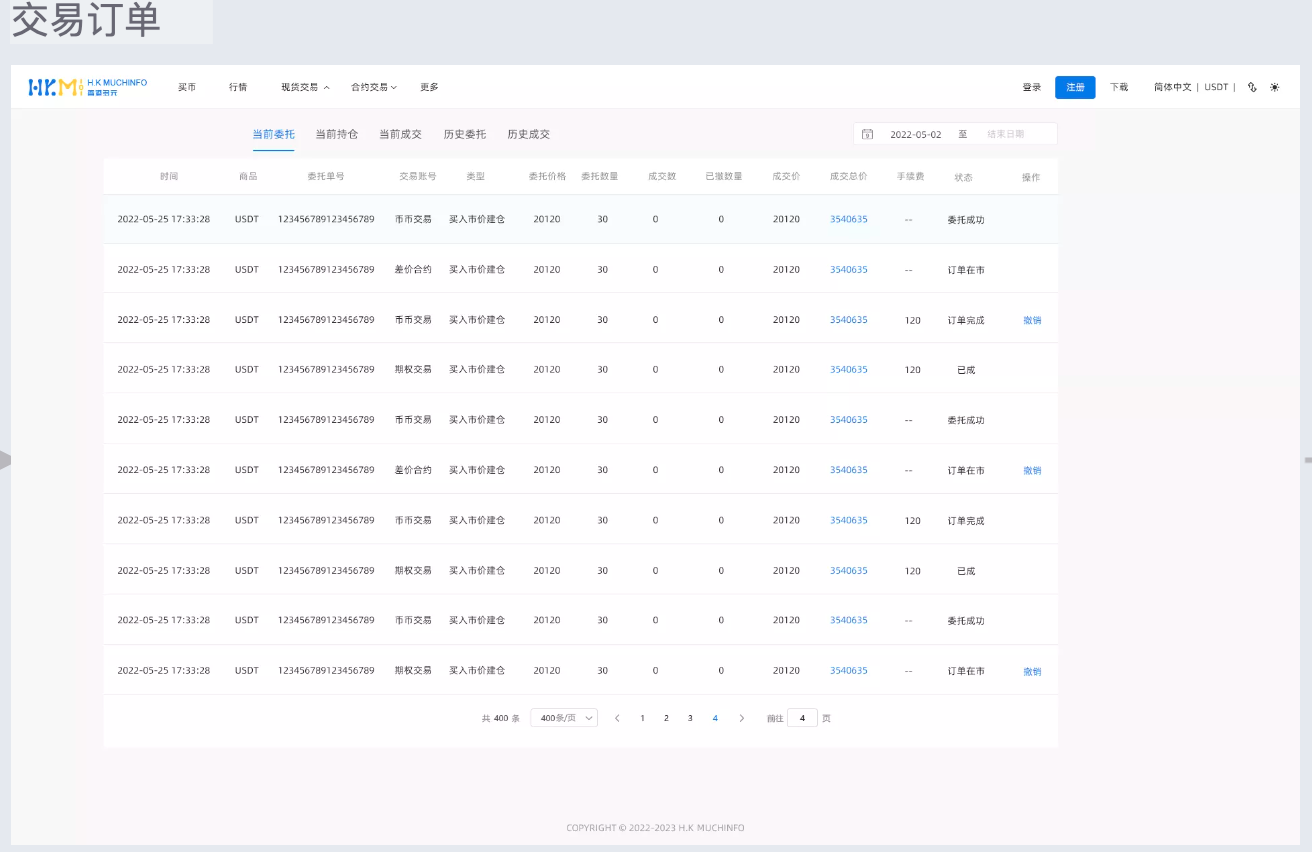 交易订单
H.K MUCHINFO
买币 行情 现货交易 合约交易 更多 登录 注册 下载 简体中文 | USDT |
当前委托 当前持仓 当前成交 历史委托 历史成交 2022-05-02 至 结束日期
时间 商品 委托单号 交易账号 类型 委托价格 委托数量 成交数 已撤数量 成交价 成交总价 手续费 状态 操作
2022-05-25 17:33:28 USDT 123456789123456789 币币交易 买入市价建仓 20120 30 0 0 20120 3540635 -- 委托成功
2022-05-25 17:33:28 USDT 123456789123456789 差价合约 买入市价建仓 20120 30 0 0 20120 3540635 -- 订单在市
2022-05-25 17:33:28 USDT 123456789123456789 币币交易 买入市价建仓 20120 30 0 0 20120 3540635 120 订单完成 撤销
2022-05-25 17:33:28 USDT 123456789123456789 期权交易 买入市价建仓 20120 30 0 0 20120 3540635 120 已成
2022-05-25 17:33:28 USDT 123456789123456789 币币交易 买入市价建仓 20120 30 0 0 20120 3540635 -- 委托成功
2022-05-25 17:33:28 USDT 123456789123456789 差价合约 买入市价建仓 20120 30 0 0 20120 3540635 -- 订单在市 撤销
2022-05-25 17:33:28 USDT 123456789123456789 币币交易 买入市价建仓 20120 30 0 0 20120 3540635 120 订单完成
2022-05-25 17:33:28 USDT 123456789123456789 期权交易 买入市价建仓 20120 30 0 0 20120 3540635 120 已成
2022-05-25 17:33:28 USDT 123456789123456789 币币交易 买入市价建仓 20120 30 0 0 20120 3540635 -- 委托成功
2022-05-25 17:33:28 USDT 123456789123456789 期权交易 买入市价建仓 20120 30 0 0 20120 3540635 -- 订单在市 撤销
共 400 条 400条/页 1 2 3 4 前往 4 页
COPYRIGHT © 2022-2023 H.K MUCHINFO